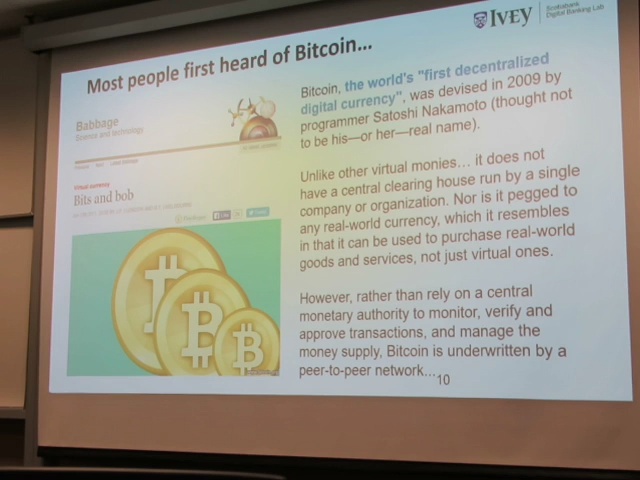 Most people first heard of Bitcoin...
IVEY
Scotiabank
Digital Banking Lab
Babbage
Science and technology
Virtual currency
Bits and bob
Bitcoin, the world's "first decentralized
digital currency", was devised in 2009 by
programmer Satoshi Nakamoto (thought not
to be his—or her—real name).
Unlike other virtual monies… it does not
have a central clearing house run by a single
company or organization. Nor is it pegged to
any real-world currency, which it resembles
in that it can be used to purchase real-world
goods and services, not just virtual ones.
However, rather than rely on a central
monetary authority to monitor, verify and
approve transactions, and manage the
money supply, Bitcoin is underwritten by a
peer-to-peer network...
10